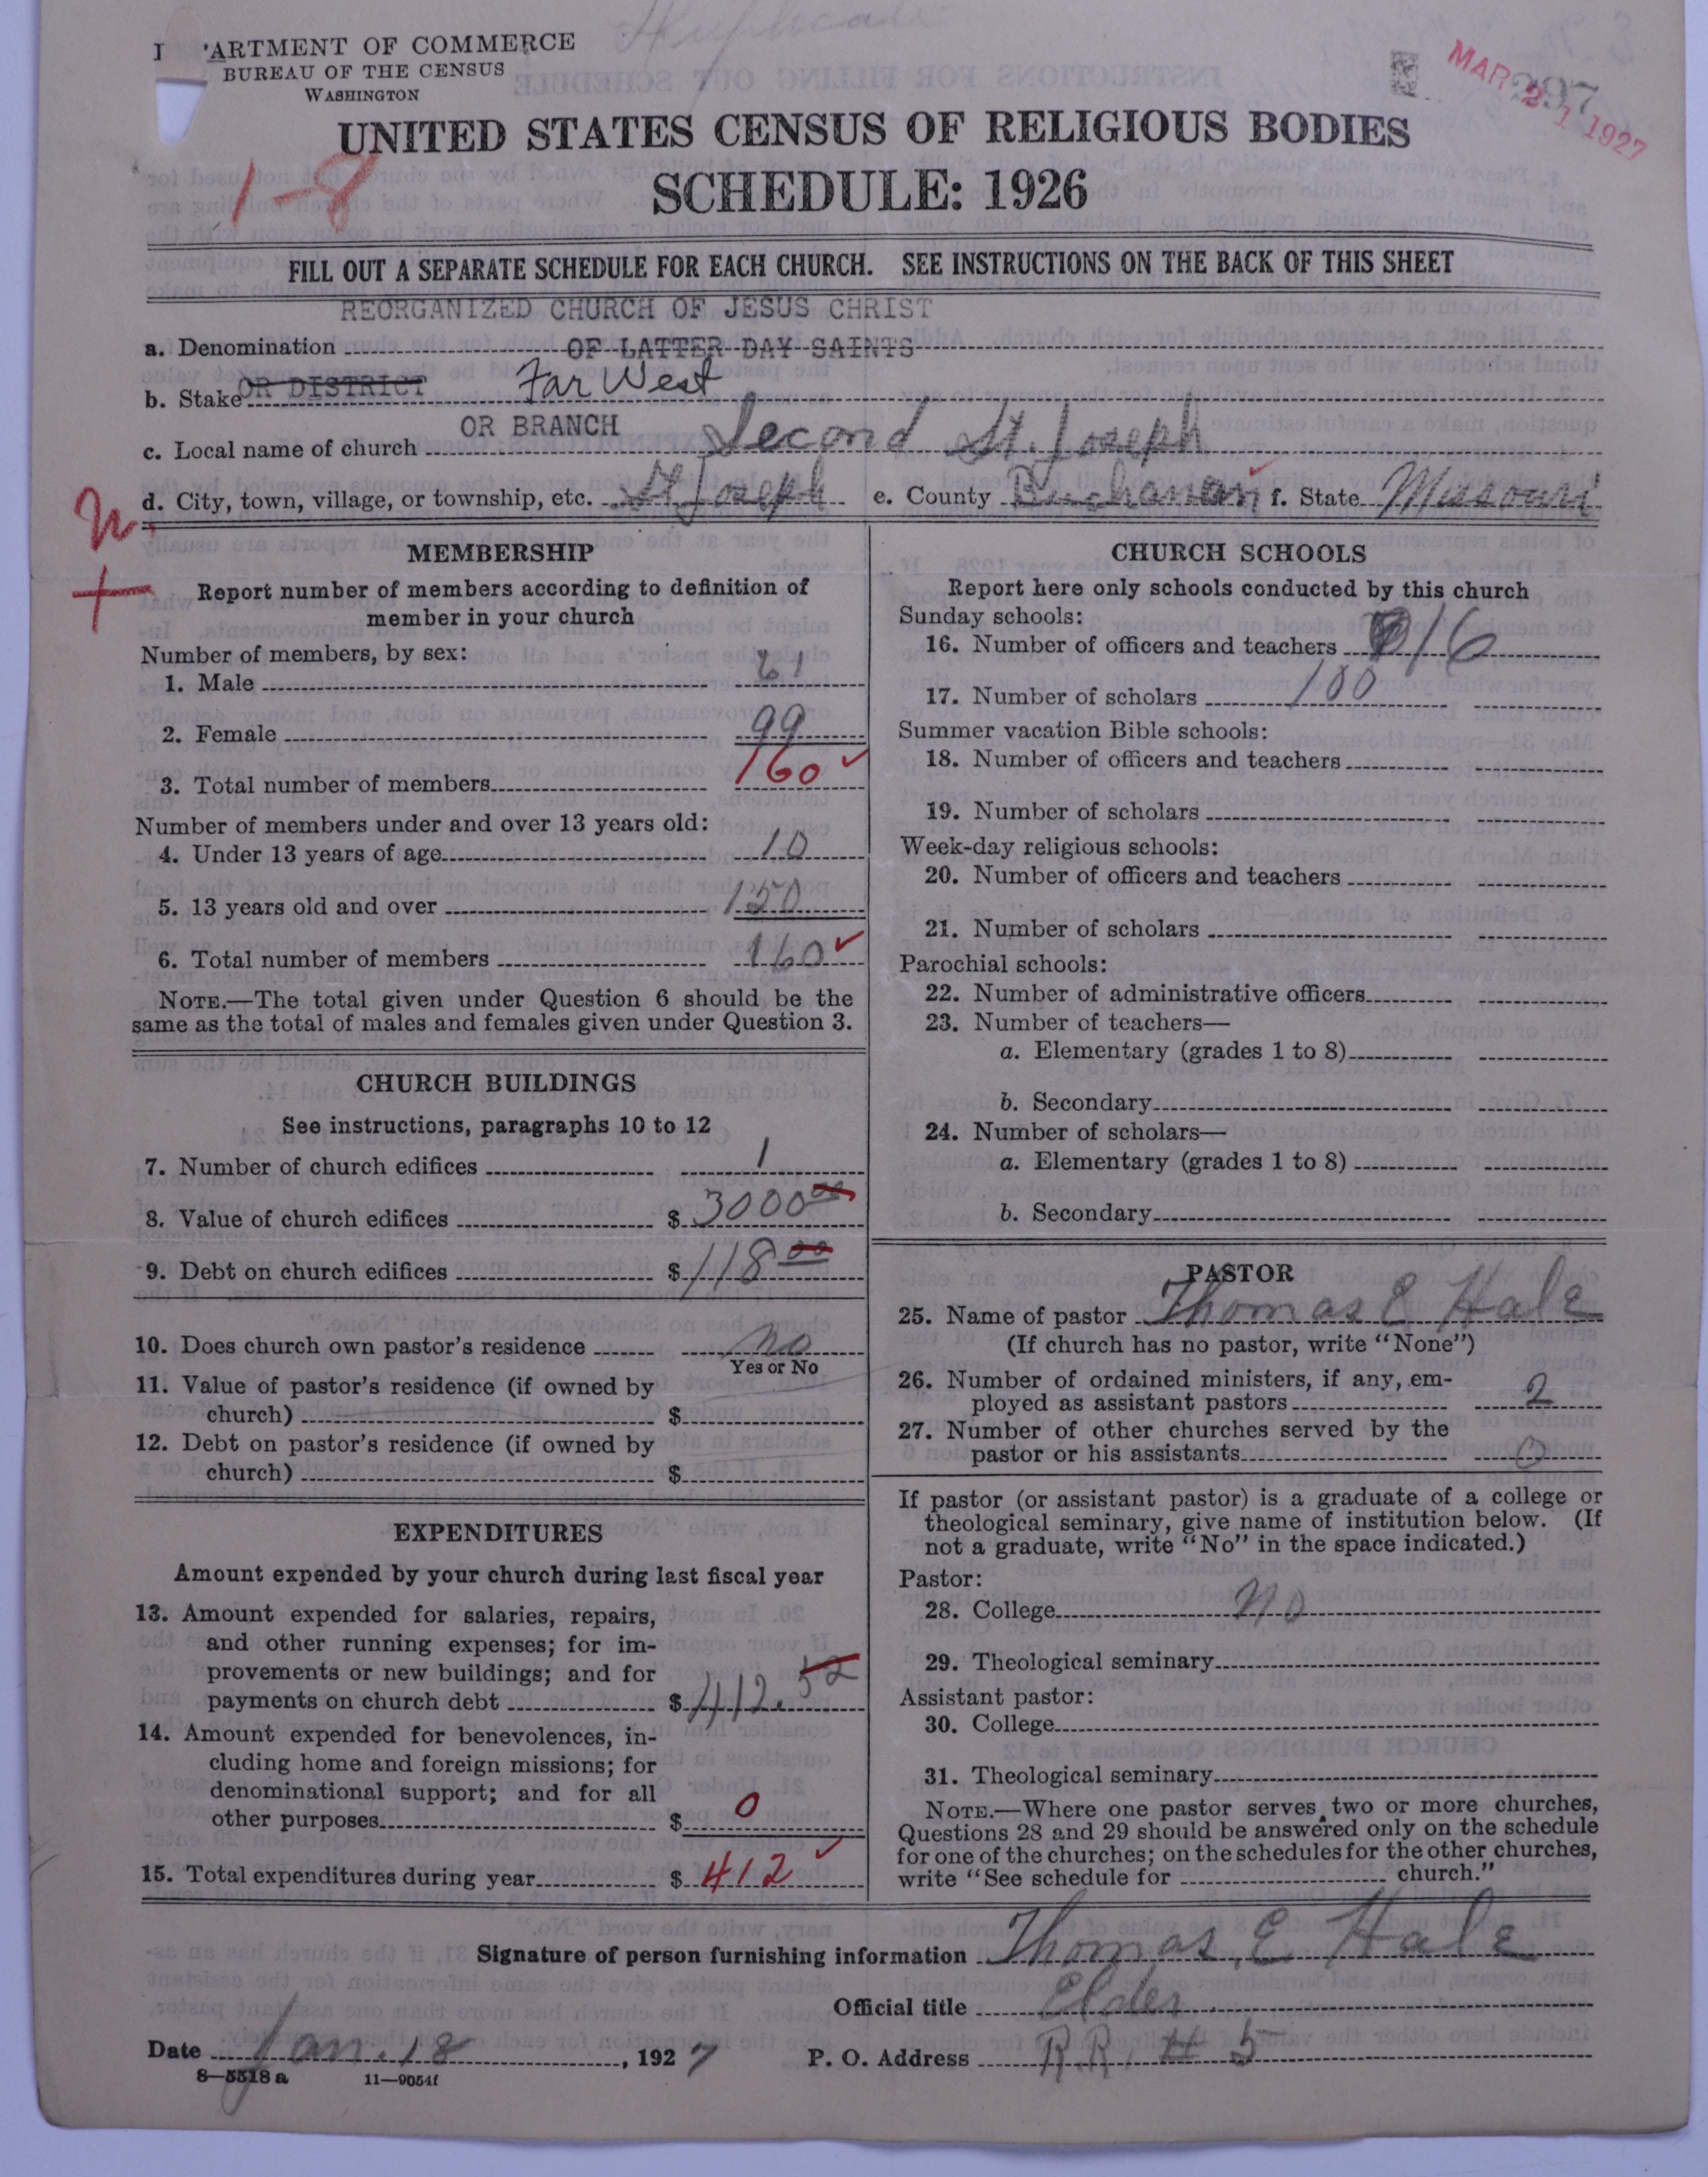 DEPARTMENT OF COMMERCE
BUREAU OF THE CENSUS
WASHINGTON
297
MAR 21 1927
UNITED STATES CENSUS OF RELIGIOUS BODIES
SCHEDULE: 1926
1-8
FILL OUT A SEPARATE SCHEDULE FOR EACH CHURCH. SEE INSTRUCTIONS ON THE BACK OF THIS SHEET
REORGANIZED CHURCH OF JESUS CHRIST
a. Denomination OF LATTER DAY SAINTS
b. Stake OR DISTRICT Far West
c. Local name of church OR BRANCH Second St. Joseph
d. City, town, village, or township, etc. St Joseph e. County Buchanan f. State Missouri
MEMBERSHIP
Report number of members according to definition of
member in your church
Number of members, by sex:
1. Male 61
2. Female 99
3. Total number of members 160 ✓
Number of members under and over 13 years old:
4. Under 13 years of age 10
5. 13 years old and over 150
6. Total number of members 160 ✓
NOTE.—The total given under Question 6 should be the
same as the total of males and females given under Question 3.
CHURCH BUILDINGS
See instructions, paragraphs 10 to 12
7. Number of church edifices 1
8. Value of church edifices $ 3000 00
9. Debt on church edifices $ 118 00
10. Does church own pastor's residence no
Yes or No
11. Value of pastor's residence (if owned by
church) $
12. Debt on pastor's residence (if owned by
church) $
EXPENDITURES
Amount expended by your church during last fiscal year
13. Amount expended for salaries, repairs,
and other running expenses; for im-
provements or new buildings; and for
payments on church debt $ 412.52
14. Amount expended for benevolences, in-
cluding home and foreign missions; for
denominational support; and for all
other purposes $ 0
15. Total expenditures during year $ 412 ✓
CHURCH SCHOOLS
Report here only schools conducted by this church
Sunday schools:
16. Number of officers and teachers 16
17. Number of scholars 100
Summer vacation Bible schools:
18. Number of officers and teachers
19. Number of scholars
Week-day religious schools:
20. Number of officers and teachers
21. Number of scholars
Parochial schools:
22. Number of administrative officers
23. Number of teachers—
a. Elementary (grades 1 to 8)
b. Secondary
24. Number of scholars—
a. Elementary (grades 1 to 8)
b. Secondary
PASTOR
25. Name of pastor Thomas E Hale
(If church has no pastor, write "None")
26. Number of ordained ministers, if any, em-
ployed as assistant pastors 2
27. Number of other churches served by the
pastor or his assistants 0
If pastor (or assistant pastor) is a graduate of a college or
theological seminary, give name of institution below. (If
not a graduate, write "No" in the space indicated.)
Pastor:
28. College No
29. Theological seminary
Assistant pastor:
30. College
31. Theological seminary
NOTE.—Where one pastor serves two or more churches,
Questions 28 and 29 should be answered only on the schedule
for one of the churches; on the schedules for the other churches,
write "See schedule for church."
Signature of person furnishing information Thomas E Hale
Official title Elder
Date Jan. 18, 1927 P. O. Address R.R. # 5
8—5518 a 11—9054f